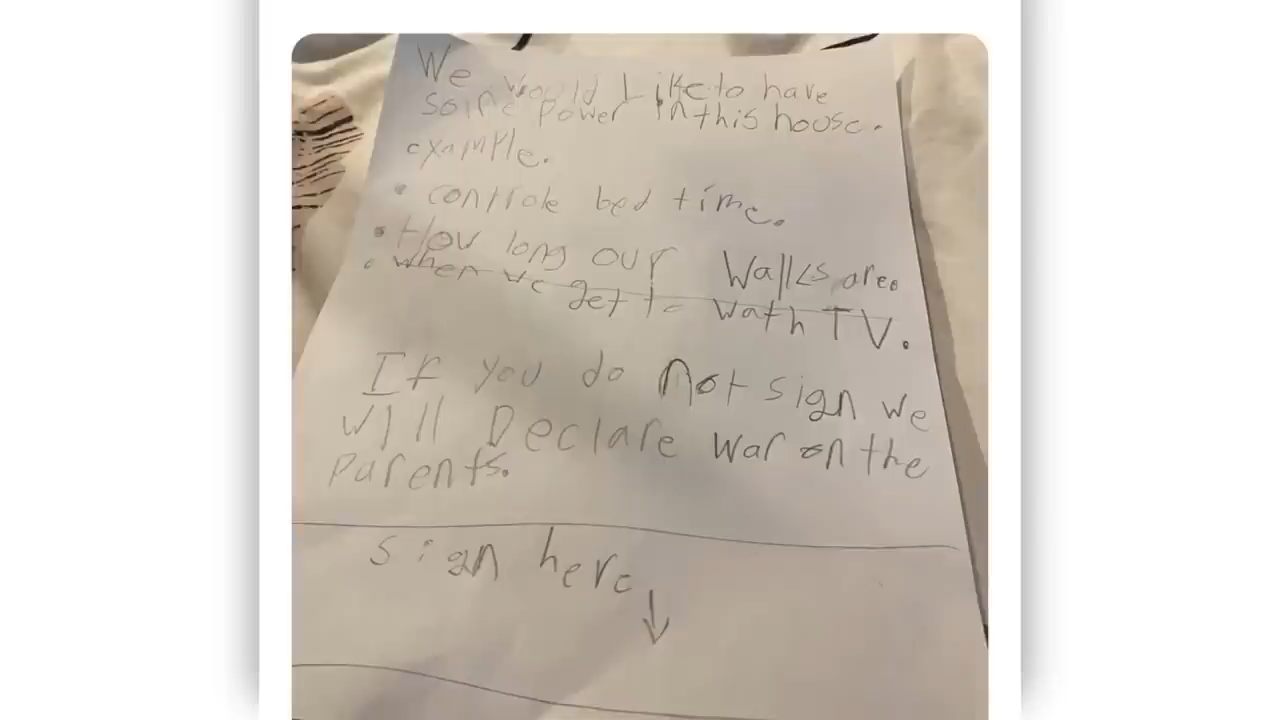 We would Like to have
some power in this house.
example.
• controle bed time.
• How long our Walks are.
• when we get to wath TV.
If you do not sign we
will Declare war on the
parents.
sign here